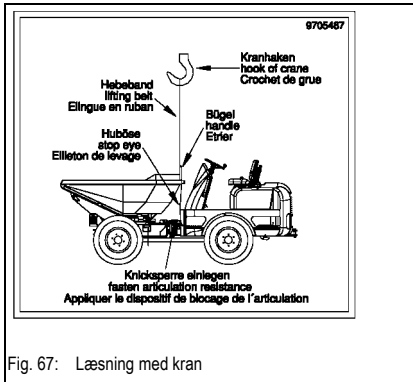 9705487
Kranhaken
hook of crane
Crochet de grue
Hebeband
lifting belt
Elingue en ruban
Bügel
handle
Etrier
Huböse
stop eye
Eilleton de levage
Knicksperre einlegen
fasten articulation resistance
Appliquer le dispositif de blocage de l´articulation
Fig. 67: Læsning med kran